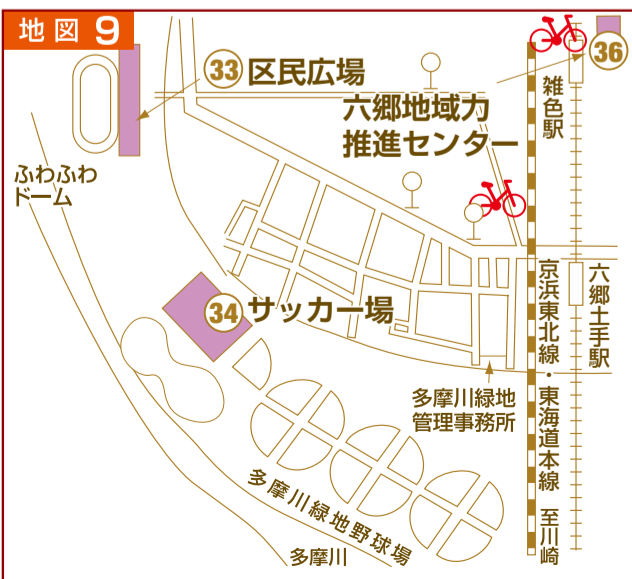 地図 9
33 区民広場
36
六郷地域力
推進センター
雑色駅
ふわふわ
ドーム
34 サッカー場
京浜東北線・東海道本線 至川崎
六郷土手駅
多摩川緑地
管理事務所
多摩川緑地野球場
多摩川